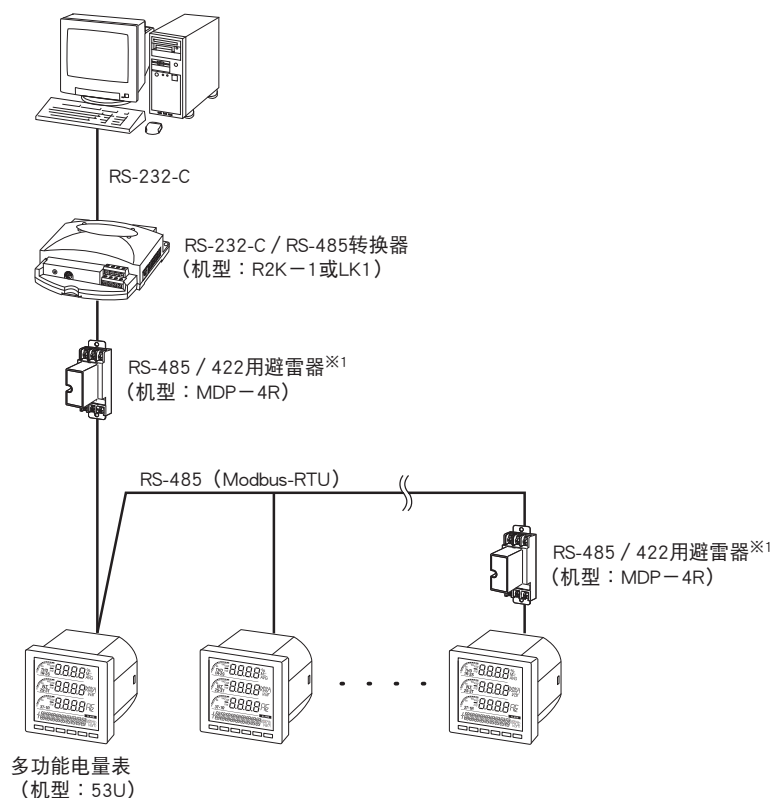 RS-232-C
RS-232-C / RS-485转换器
（机型：R2K－1或LK1）
RS-485 / 422用避雷器※1
（机型：MDP－4R）
RS-485（Modbus-RTU）
RS-485 / 422用避雷器※1
（机型：MDP－4R）
多功能电量表
（机型：53U）